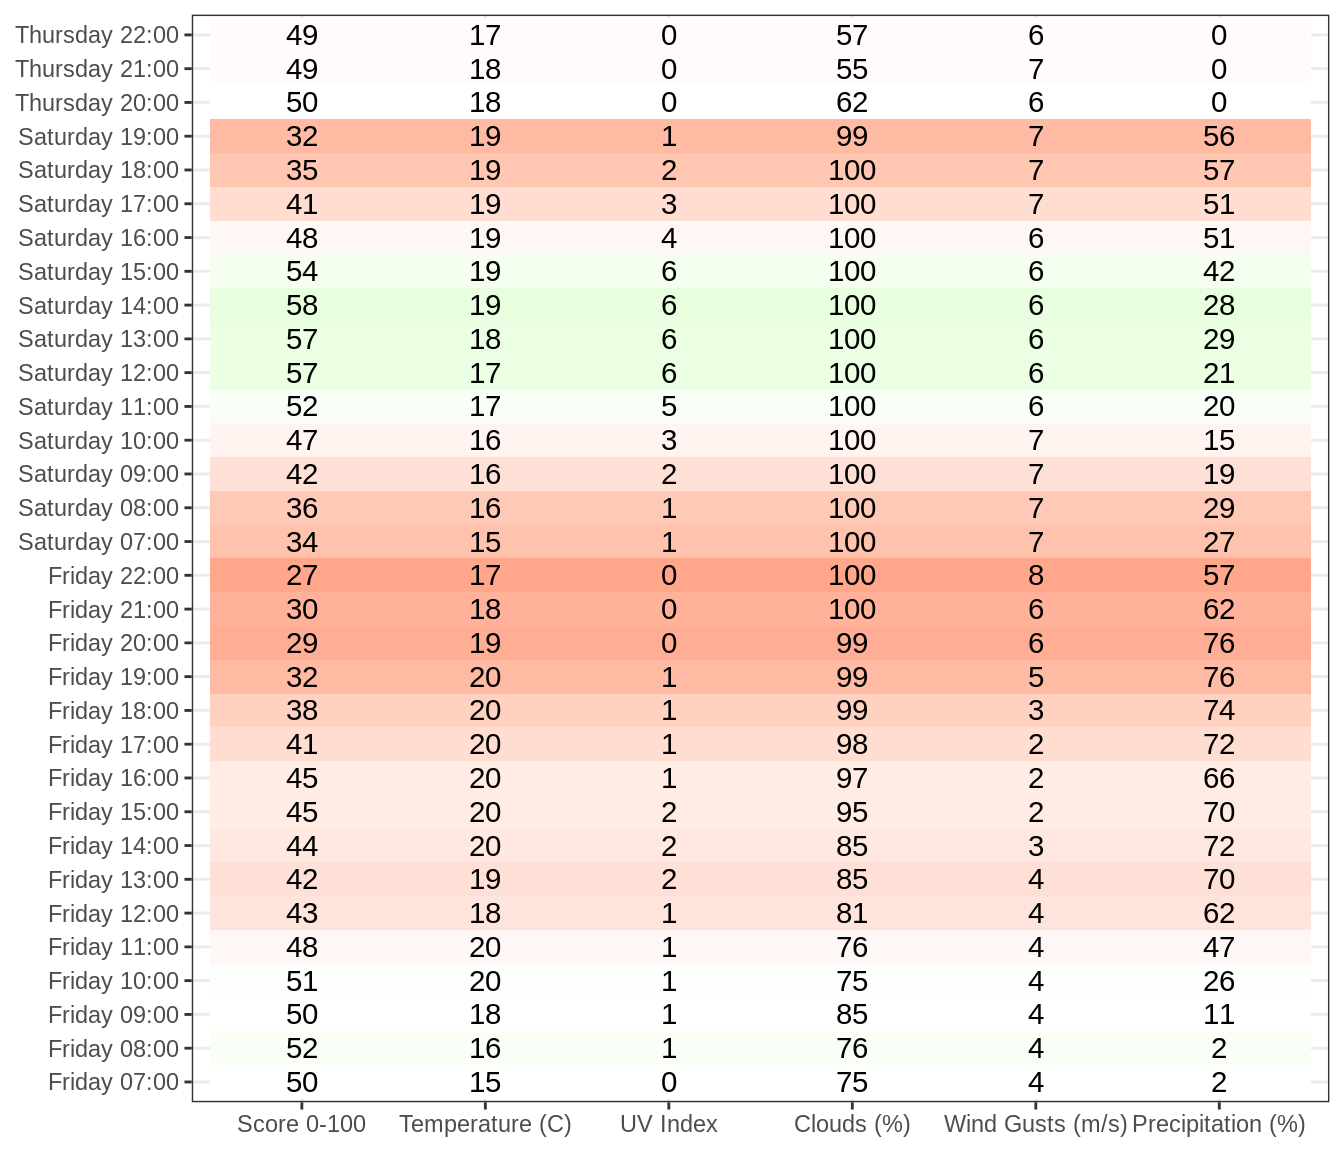 Thursday 22:00 49 17 0 57 6 0
Thursday 21:00 49 18 0 55 7 0
Thursday 20:00 50 18 0 62 6 0
Saturday 19:00 32 19 1 99 7 56
Saturday 18:00 35 19 2 100 7 57
Saturday 17:00 41 19 3 100 7 51
Saturday 16:00 48 19 4 100 6 51
Saturday 15:00 54 19 6 100 6 42
Saturday 14:00 58 19 6 100 6 28
Saturday 13:00 57 18 6 100 6 29
Saturday 12:00 57 17 6 100 6 21
Saturday 11:00 52 17 5 100 6 20
Saturday 10:00 47 16 3 100 7 15
Saturday 09:00 42 16 2 100 7 19
Saturday 08:00 36 16 1 100 7 29
Saturday 07:00 34 15 1 100 7 27
Friday 22:00 27 17 0 100 8 57
Friday 21:00 30 18 0 100 6 62
Friday 20:00 29 19 0 99 6 76
Friday 19:00 32 20 1 99 5 76
Friday 18:00 38 20 1 99 3 74
Friday 17:00 41 20 1 98 2 72
Friday 16:00 45 20 1 97 2 66
Friday 15:00 45 20 2 95 2 70
Friday 14:00 44 20 2 85 3 72
Friday 13:00 42 19 2 85 4 70
Friday 12:00 43 18 1 81 4 62
Friday 11:00 48 20 1 76 4 47
Friday 10:00 51 20 1 75 4 26
Friday 09:00 50 18 1 85 4 11
Friday 08:00 52 16 1 76 4 2
Friday 07:00 50 15 0 75 4 2
Score 0-100 Temperature (C) UV Index Clouds (%) Wind Gusts (m/s) Precipitation (%)